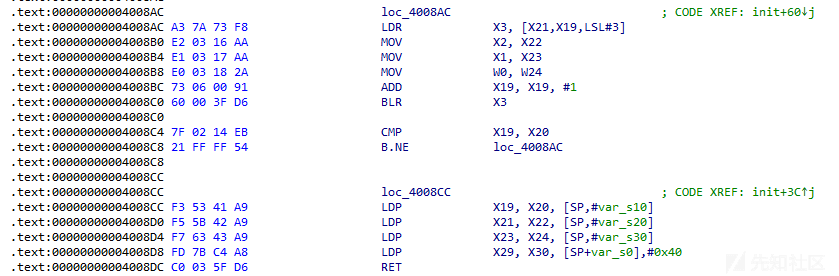 .text:00000000004008AC loc_4008AC ; CODE XREF: init+60↓j
.text:00000000004008AC A3 7A 73 F8 LDR X3, [X21,X19,LSL#3]
.text:00000000004008B0 E2 03 16 AA MOV X2, X22
.text:00000000004008B4 E1 03 17 AA MOV X1, X23
.text:00000000004008B8 E0 03 18 2A MOV W0, W24
.text:00000000004008BC 73 06 00 91 ADD X19, X19, #1
.text:00000000004008C0 60 00 3F D6 BLR X3
.text:00000000004008C0
.text:00000000004008C4 7F 02 14 EB CMP X19, X20
.text:00000000004008C8 21 FF FF 54 B.NE loc_4008AC
.text:00000000004008C8
.text:00000000004008CC
.text:00000000004008CC loc_4008CC ; CODE XREF: init+3C↑j
.text:00000000004008CC F3 53 41 A9 LDP X19, X20, [SP,#var_s10]
.text:00000000004008D0 F5 5B 42 A9 LDP X21, X22, [SP,#var_s20]
.text:00000000004008D4 F7 63 43 A9 LDP X23, X24, [SP,#var_s30]
.text:00000000004008D8 FD 7B C4 A8 LDP X29, X30, [SP+var_s0],#0x40
.text:00000000004008DC C0 03 5F D6 RET
先知社区